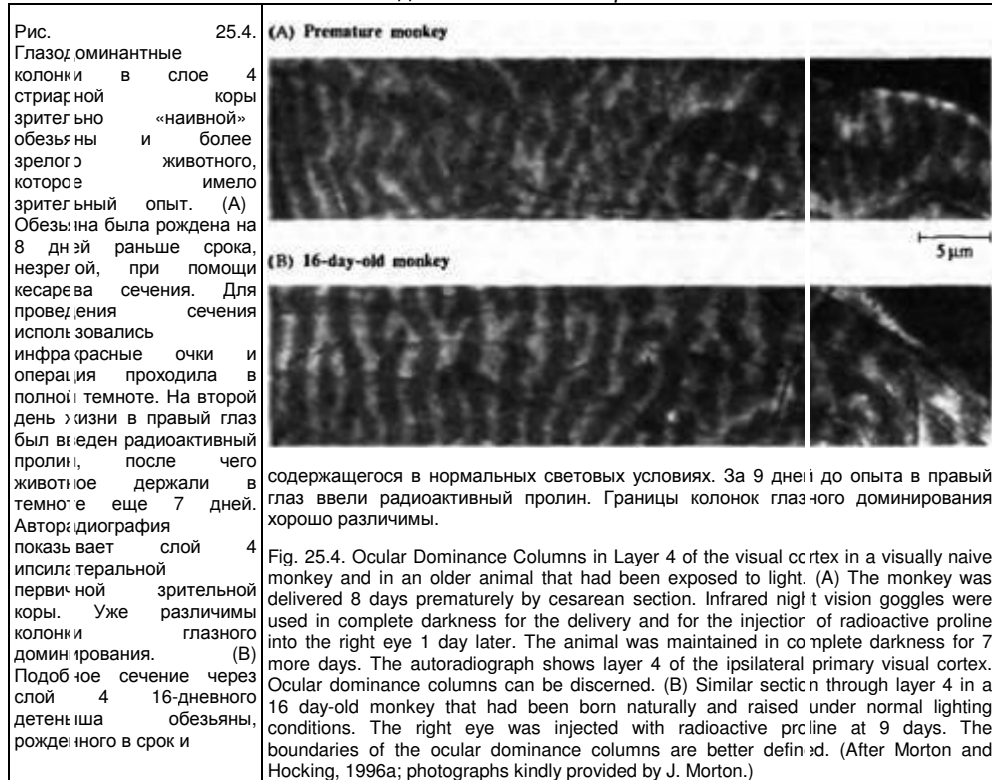 Рис. 25.4.
Глазодоминантные
колонки в слое 4
стриарной коры
зрительно «наивной»
обезьяны и более
зрелого животного,
которое имело
зрительный опыт. (А)
Обезьяна была рождена на
8 дней раньше срока,
незрелой, при помощи
кесарева сечения. Для
проведения сечения
использовались
инфракрасные очки и
операция проходила в
полной темноте. На второй
день жизни в правый глаз
был введен радиоактивный
пролин, после чего
животное держали в
темноте еще 7 дней.
Авторадиография
показывает слой 4
ипсилатеральной
первичной зрительной
коры. Уже различимы
колонки глазного
доминирования. (В)
Подобное сечение через
слой 4 16-дневного
детеныша обезьяны,
рожденного в срок и
(A) Premature monkey
5 µm
(B) 16-day-old monkey
содержащегося в нормальных световых условиях. За 9 дней до опыта в правый
глаз ввели радиоактивный пролин. Границы колонок глазного доминирования
хорошо различимы.
Fig. 25.4. Ocular Dominance Columns in Layer 4 of the visual cortex in a visually naive
monkey and in an older animal that had been exposed to light. (A) The monkey was
delivered 8 days prematurely by cesarean section. Infrared night vision goggles were
used in complete darkness for the delivery and for the injection of radioactive proline
into the right eye 1 day later. The animal was maintained in complete darkness for 7
more days. The autoradiograph shows layer 4 of the ipsilateral primary visual cortex.
Ocular dominance columns can be discerned. (B) Similar section through layer 4 in a
16 day-old monkey that had been born naturally and raised under normal lighting
conditions. The right eye was injected with radioactive proline at 9 days. The
boundaries of the ocular dominance columns are better defined. (After Morton and
Hocking, 1996a; photographs kindly provided by J. Morton.)